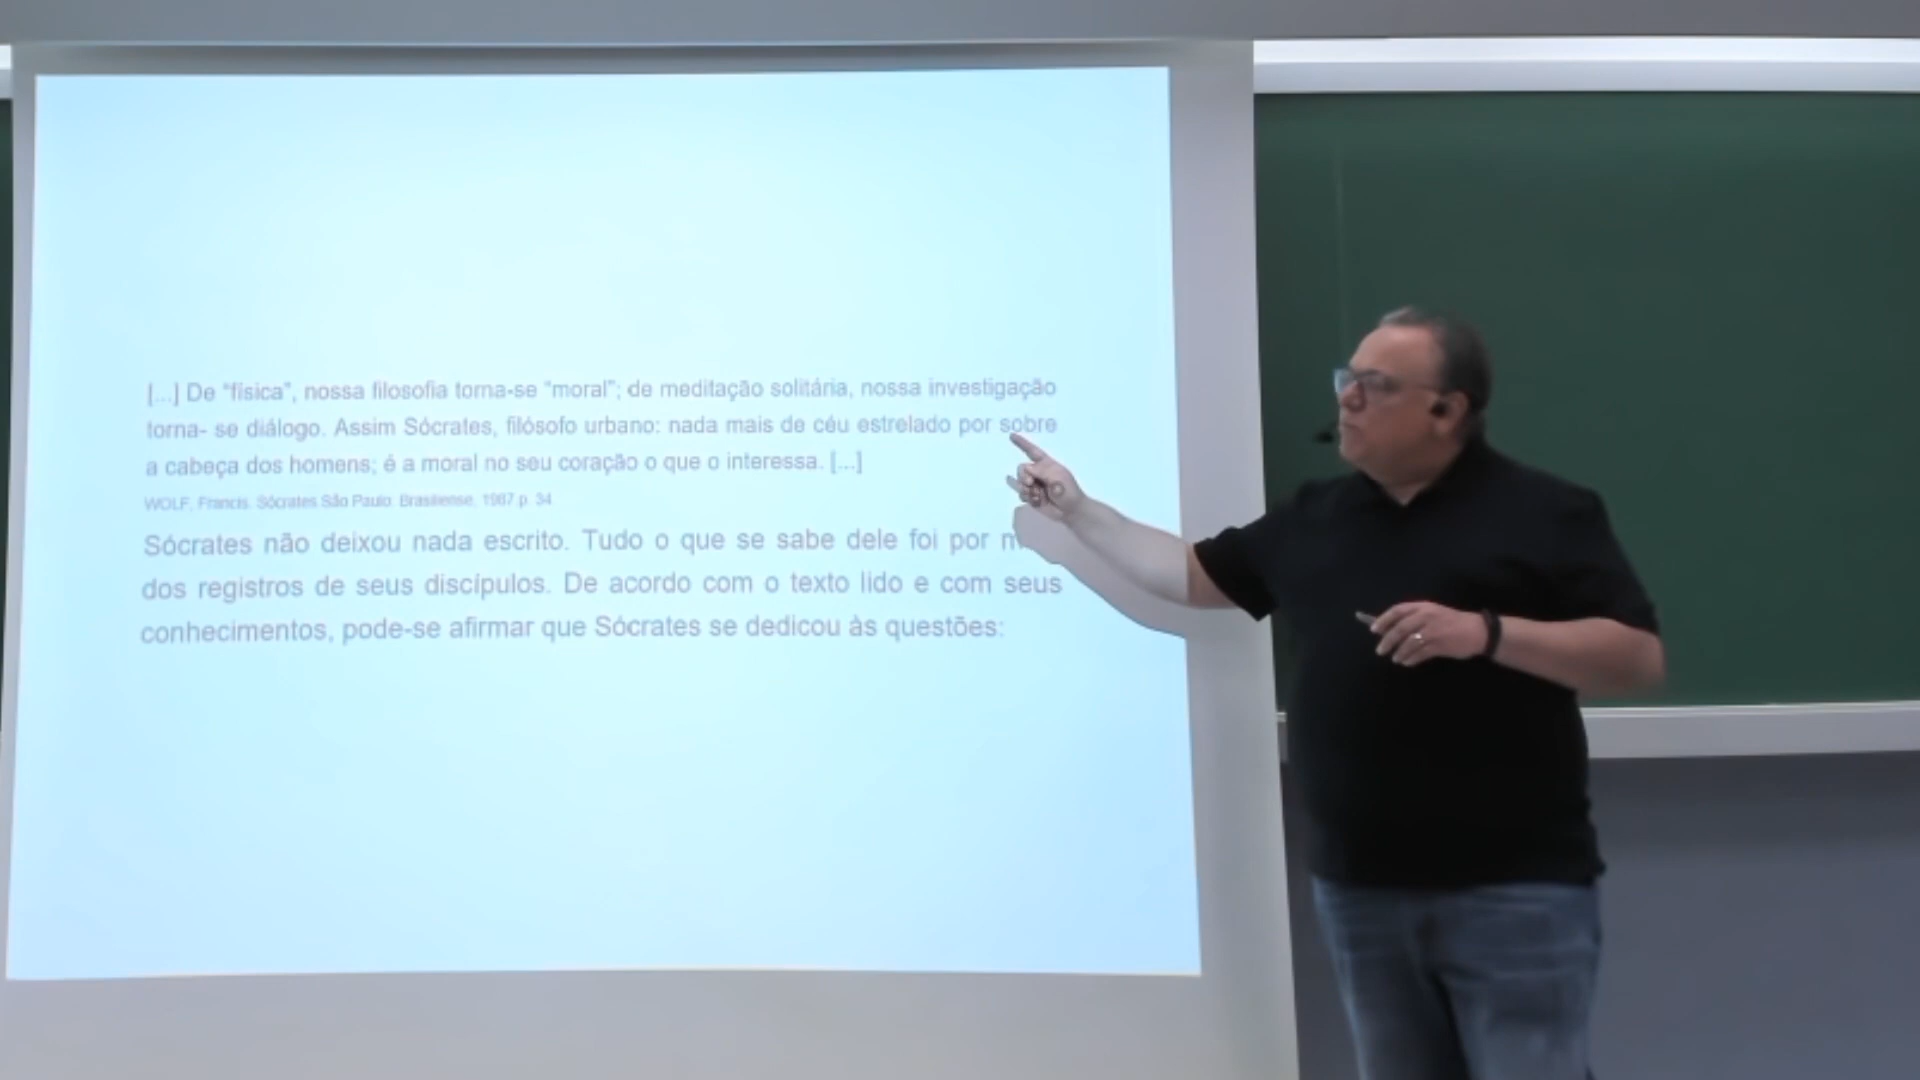 [...] De "física", nossa filosofia torna-se "moral"; de meditação solitária, nossa investigação
torna- se diálogo. Assim Sócrates, filósofo urbano: nada mais de céu estrelado por sobre
a cabeça dos homens; é a moral no seu coração o que o interessa. [...]
WOLF, Francis. Sócrates São Paulo: Brasiliense, 1987 p. 34
Sócrates não deixou nada escrito. Tudo o que se sabe dele foi por
dos registros de seus discípulos. De acordo com o texto lido e com seus
conhecimentos, pode-se afirmar que Sócrates se dedicou às questões: